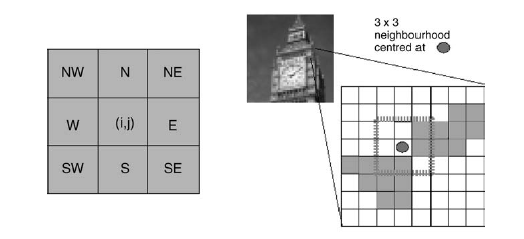 NW N NE
W (i,j) E
SW S SE
3 x 3
neighbourhood
centred at